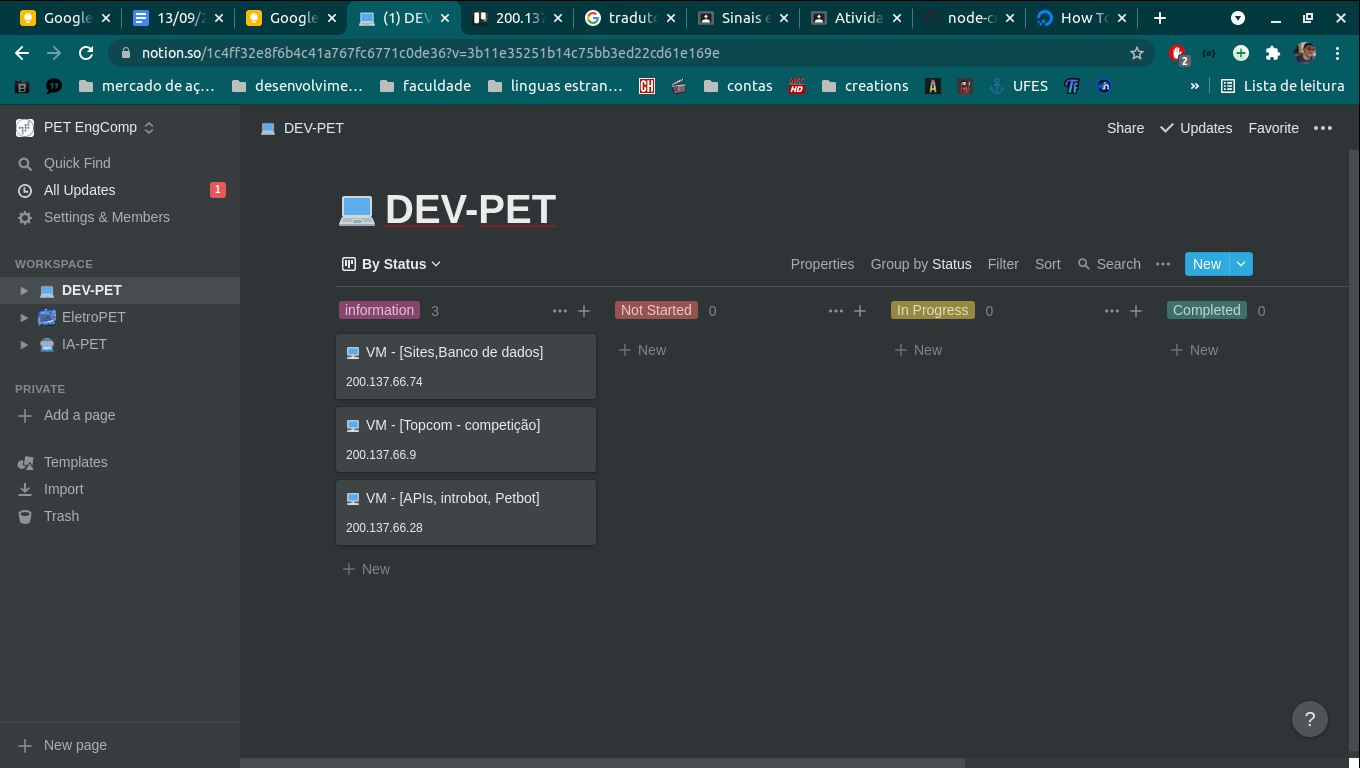 Google
13/09/2
Google
(1) DEV
200.137
traduto
Sinais e
Ativida
node-cr
How To
notion.so/1c4ff32e8f6b4c41a767fc6771c0de36?v=3b11e35251b14c75bb3ed22cd61e169e
2
mercado de aç...
desenvolvime...
faculdade
linguas estran...
CH
contas
HD
creations
UFES
»
Lista de leitura
PET EngComp
DEV-PET
Share
Updates
Favorite
Quick Find
All Updates
1
Settings & Members
WORKSPACE
DEV-PET
EletroPET
IA-PET
PRIVATE
Add a page
Templates
Import
Trash
New page
DEV-PET
By Status
Properties
Group by Status
Filter
Sort
Search
New
information 3
Not Started 0
In Progress 0
Completed 0
VM - [Sites,Banco de dados]
200.137.66.74
VM - [Topcom - competição]
200.137.66.9
VM - [APIs, introbot, Petbot]
200.137.66.28
New
New
New
New
?